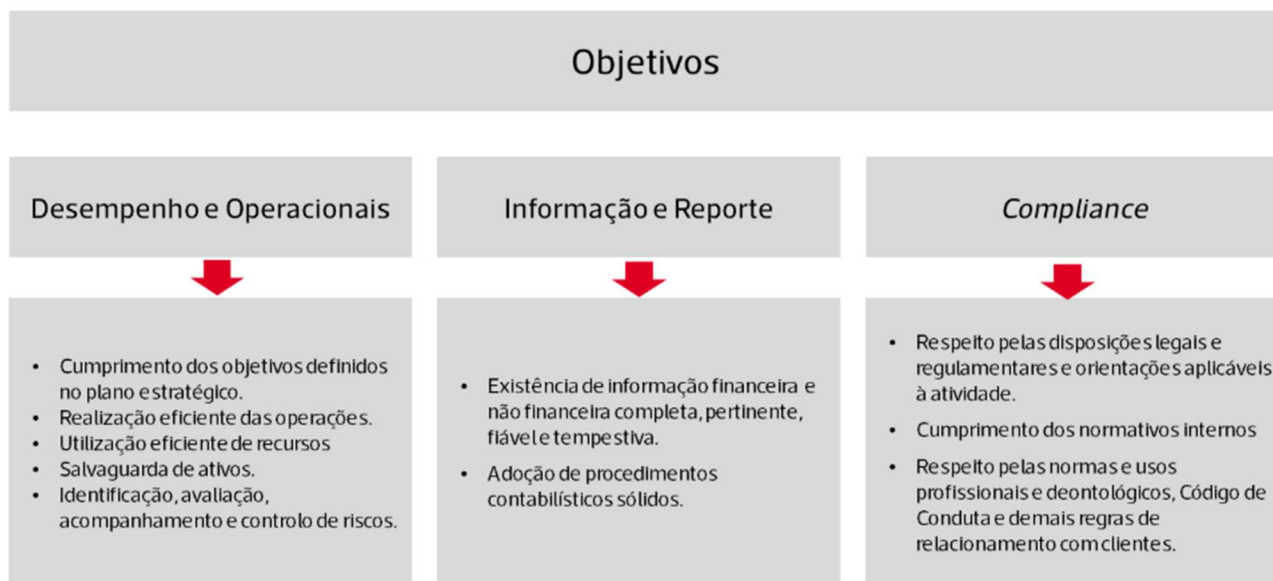 Objetivos
Desempenho e Operacionais
• Cumprimento dos objetivos definidos
no plano estratégico.
• Realização eficiente das operações.
• Utilização eficiente de recursos
• Salvaguarda de ativos.
• Identificação, avaliação,
acompanhamento e controlo de riscos.
Informação e Reporte
• Existência de informação financeira e
não financeira completa, pertinente,
fiável e tempestiva.
• Adoção de procedimentos
contabilísticos sólidos.
Compliance
• Respeito pelas disposições legais e
regulamentares e orientações aplicáveis
à atividade.
• Cumprimento dos normativos internos
• Respeito pelas normas e usos
profissionais e deontológicos, Código de
Conduta e demais regras de
relacionamento com clientes.